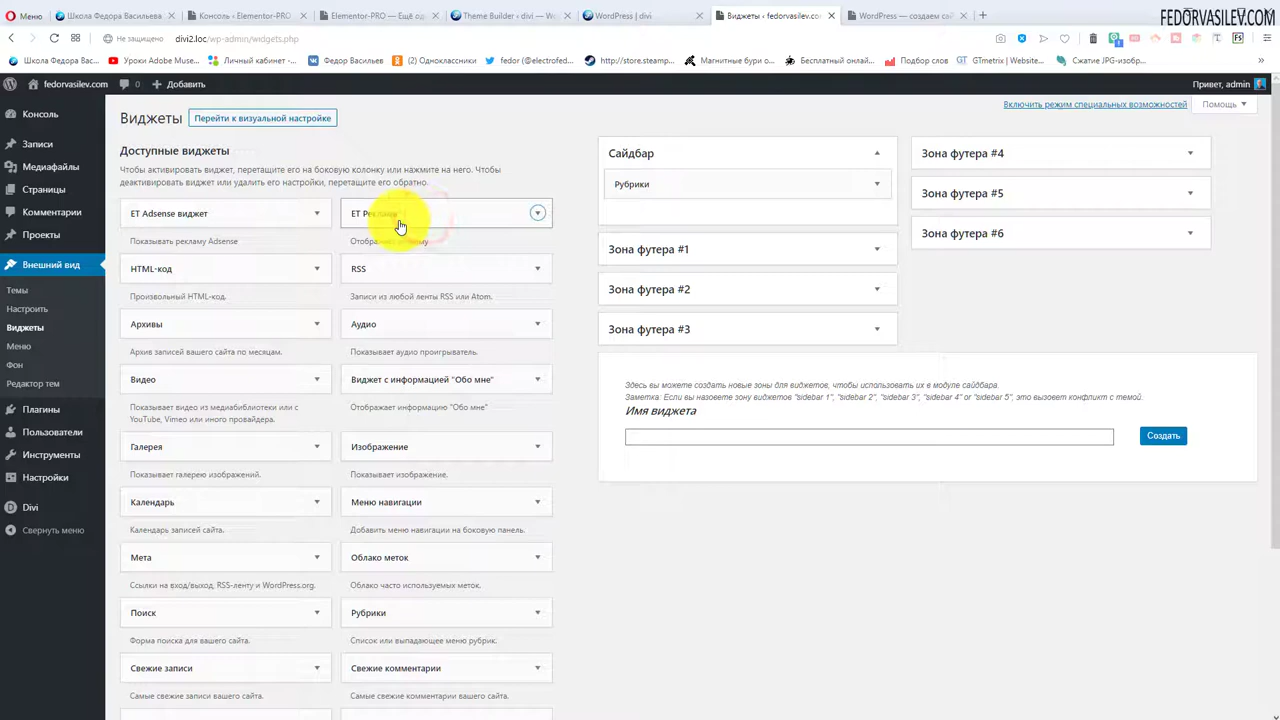 Меню
Школа Федора Васильева
Консоль ‹ Elementor-PRO
Elementor-PRO — Ещё од
Theme Builder ‹ divi — W
WordPress | divi
Виджеты ‹ fedorvasilev.com
WordPress — создаем сай
FEDORVASILEV.COM
Не защищено
divi2.loc/wp-admin/widgets.php
Школа Федора Ва...
Уроки Adobe Muse...
Личный кабинет -...
Федор Васильев
(2) Одноклассники
fedor (@electrofed...
http://store.steamp...
Магнитные бури о...
Бесплатный онлай...
Подбор слов
GTmetrix | Website...
Сжатие JPG-изобр...
fedorvasilev.com
0
Добавить
Привет, admin
Консоль
Записи
Медиафайлы
Страницы
Комментарии
Проекты
Внешний вид
Темы
Настроить
Виджеты
Меню
Фон
Редактор тем
Плагины
Пользователи
Инструменты
Настройки
Divi
Свернуть меню
Включить режим специальных возможностей
Помощь
Виджеты
Перейти к визуальной настройке
Доступные виджеты
Чтобы активировать виджет, перетащите его на боковую колонку или нажмите на него. Чтобы
деактивировать виджет или удалить его настройки, перетащите его обратно.
ET Adsense виджет
Показывать рекламу Adsense
ET Реклама
HTML-код
Произвольный HTML-код.
RSS
Записи из любой ленты RSS или Atom.
Архивы
Архив записей вашего сайта по месяцам.
Аудио
Показывает аудио проигрыватель.
Видео
Показывает видео из медиабиблиотеки или с
YouTube, Vimeo или иного провайдера.
Виджет с информацией "Обо мне"
Отображает информацию "Обо мне"
Галерея
Показывает галерею изображений.
Изображение
Показывает изображение.
Календарь
Календарь записей сайта.
Меню навигации
Добавить меню навигации на боковую панель.
Мета
Ссылки на вход/выход, RSS-ленту и WordPress.org.
Облако меток
Облако часто используемых меток.
Поиск
Форма поиска для вашего сайта.
Рубрики
Список или выпадающее меню рубрик.
Свежие записи
Самые свежие записи вашего сайта.
Свежие комментарии
Самые свежие комментарии вашего сайта.
Сайдбар
Рубрики
Зона футера #1
Зона футера #2
Зона футера #3
Зона футера #4
Зона футера #5
Зона футера #6
Здесь вы можете создать новые зоны для виджетов, чтобы использовать их в модуле сайдбара.
Заметка: Если вы назовете зону виджетов "sidebar 1", "sidebar 2", "sidebar 3", "sidebar 4" or "sidebar 5", это вызовет конфликт с темой.
Имя виджета
Создать